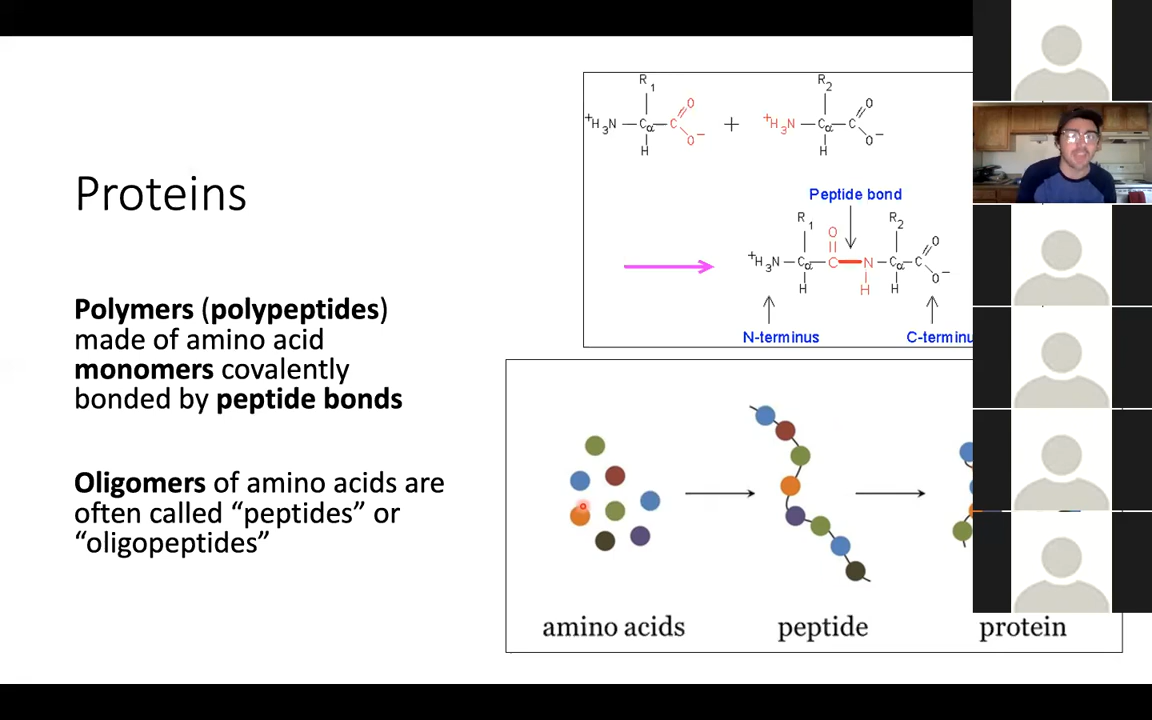 Proteins
Polymers (polypeptides)
made of amino acid
monomers covalently
bonded by peptide bonds
Oligomers of amino acids are
often called “peptides” or
“oligopeptides”
R1 R2
+H3N Cα C O O− + +H3N Cα C O O−
H H
Peptide bond
R1 O R2 O
+H3N Cα C N Cα C O−
H H H
N-terminus C-terminu
amino acids peptide protein